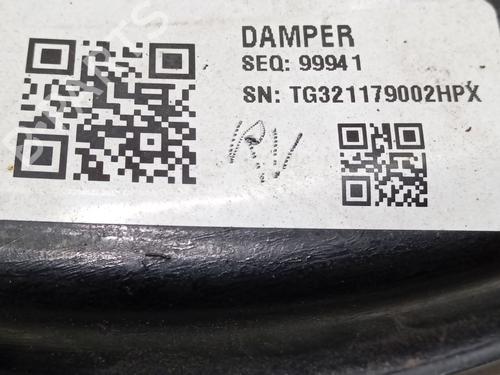 DAMPER
SEQ: 99941
SN: TG321179002HPX
RV